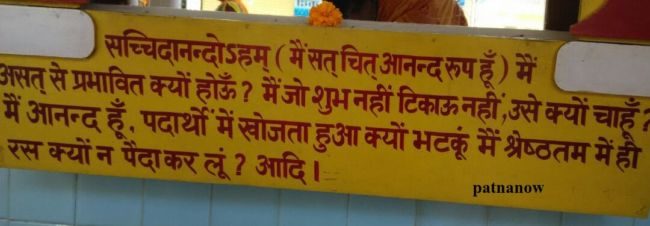 सच्चिदानन्दोऽहम् ( मैं सत् चित् आनन्द रूप हूँ ) मैं
असत् से प्रभावित क्यों होऊँ ? मैं जो शुभ नहीं टिकाऊ नहीं, उसे क्यों चाहूँ ?
मैं आनन्द हूँ, पदार्थों में खोजता हुआ क्यों भटकूं मैं श्रेष्ठतम में ही
रस क्यों न पैदा कर लूं ? आदि ।
patnanow